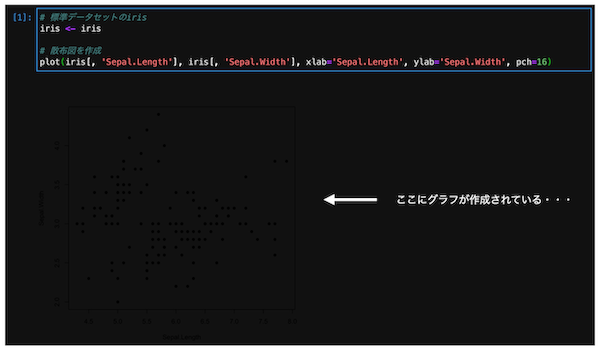 [1]: # 標準データセットのiris
iris <- iris
# 散布図を作成
plot(iris[, 'Sepal.Length'], iris[, 'Sepal.Width'], xlab='Sepal.Length', ylab='Sepal.Width', pch=16)
ここにグラフが作成されている・・・
Sepal.Length